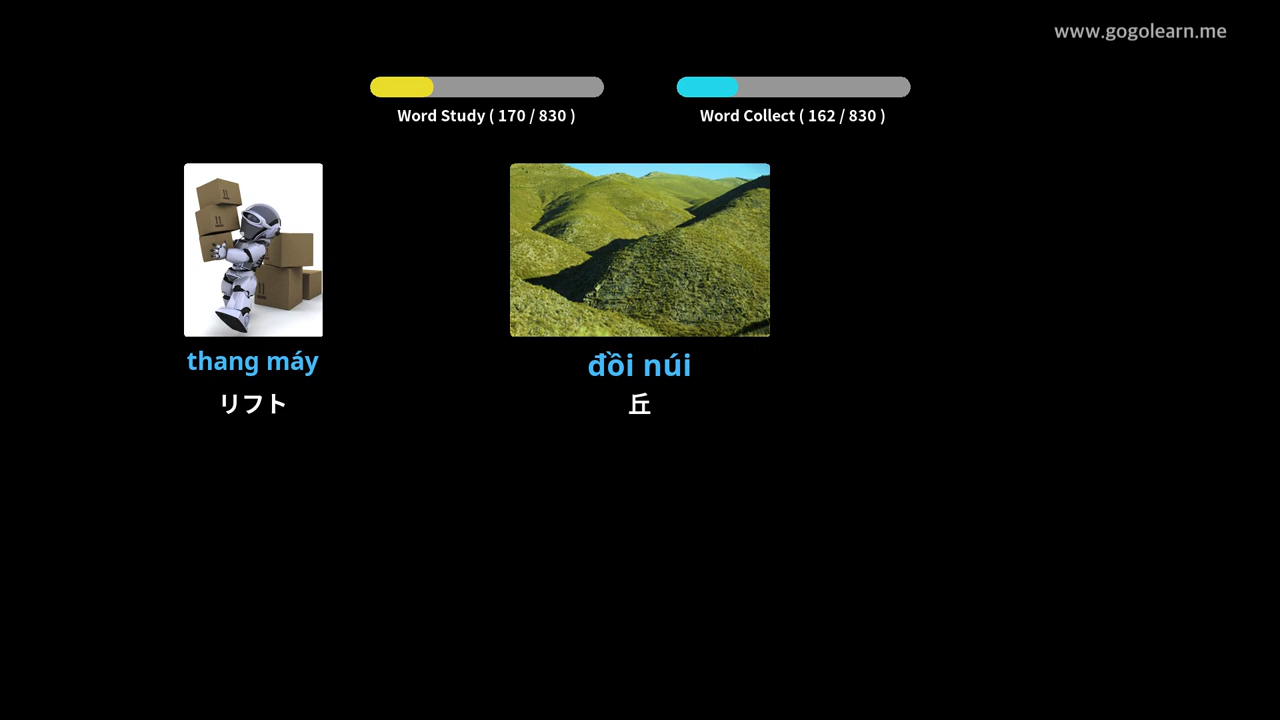 www.gogolearn.me
Word Study ( 170 / 830 )
Word Collect ( 162 / 830 )
thang máy
リフト
đồi núi
丘